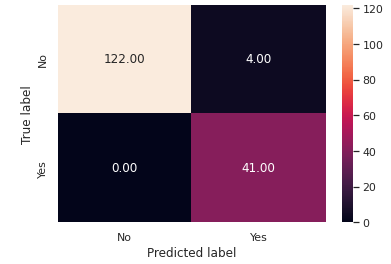 120
100
80
60
40
20
0
True label
No
Yes
122.00 4.00
0.00 41.00
No Yes
Predicted label